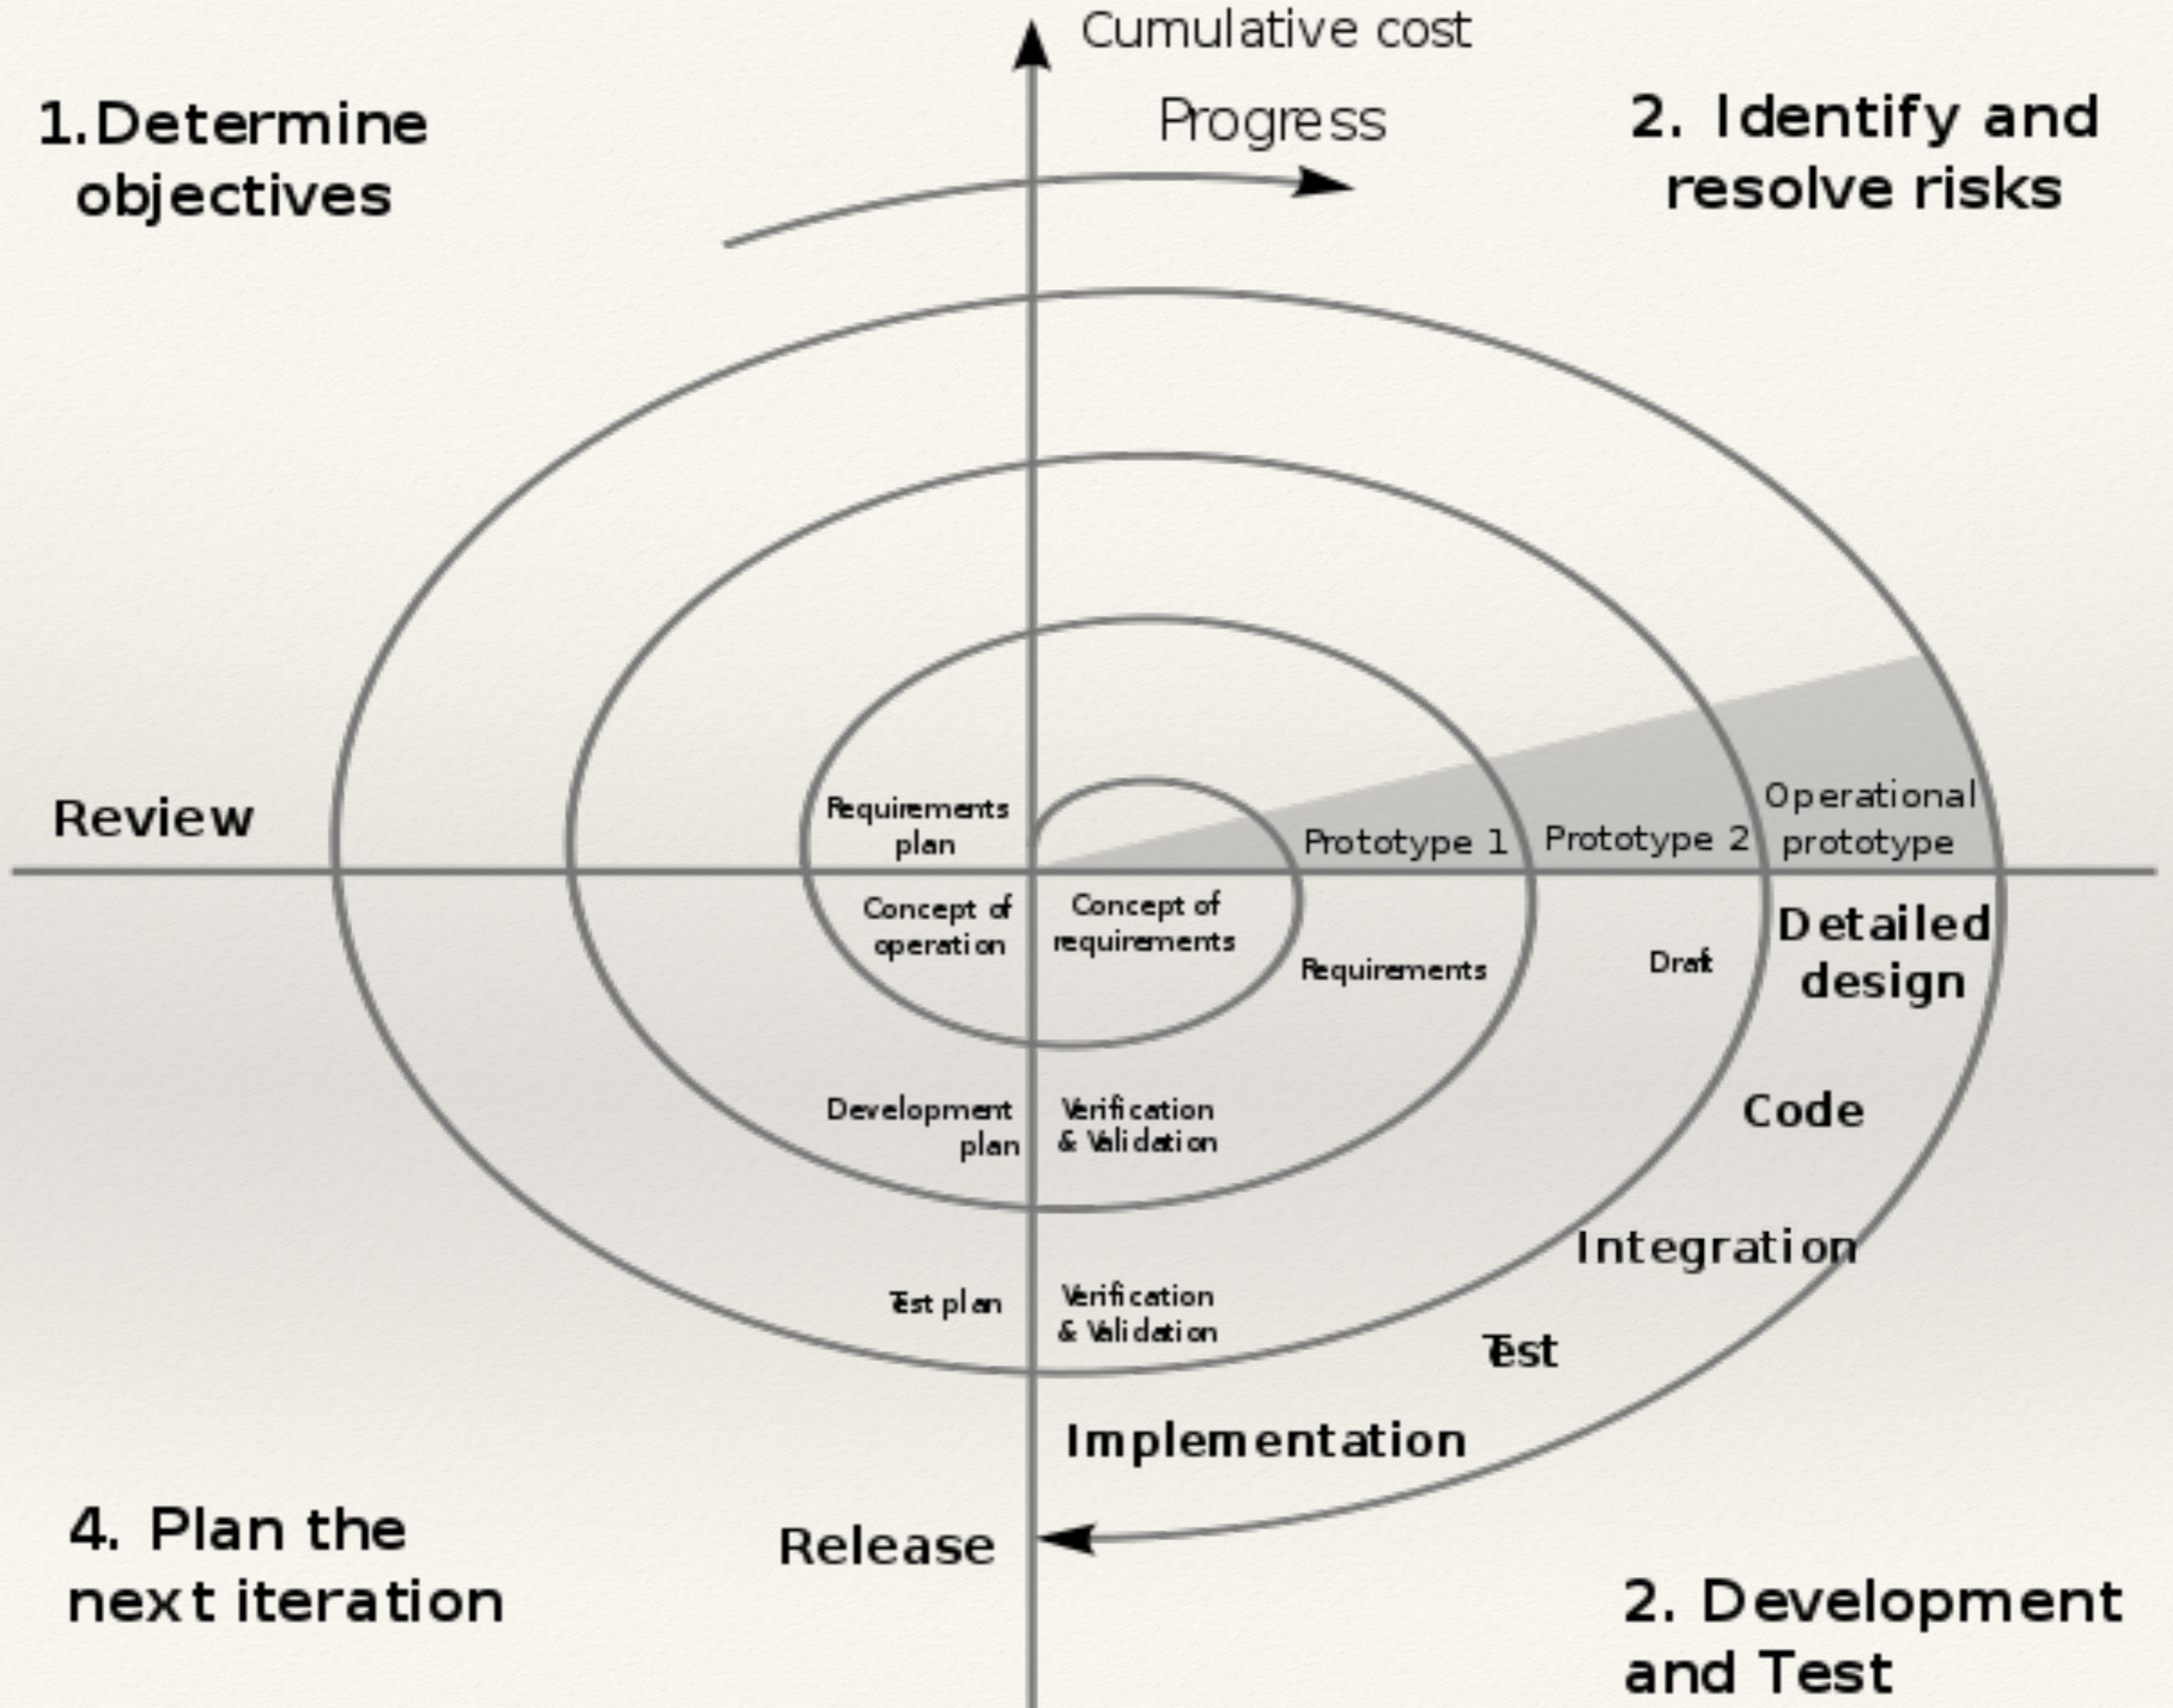 Cumulative cost
Progress
1.Determine
objectives
2. Identify and
resolve risks
Review
Requirements
plan
Prototype 1
Prototype 2
Operational
prototype
Concept of
operation
Concept of
requirements
Requirements
Draft
Detailed
design
Code
Development
plan
Verification
& Validation
Integration
Test plan
Verification
& Validation
Test
Implementation
Release
4. Plan the
next iteration
2. Development
and Test